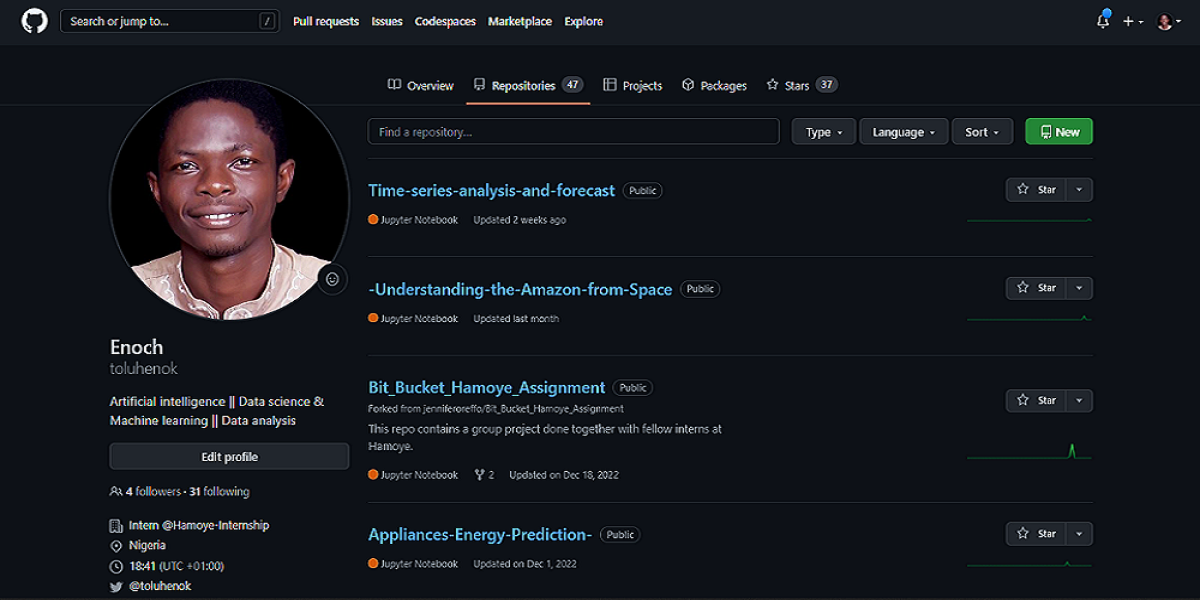 Search or jump to... /
Pull requests Issues Codespaces Marketplace Explore
Overview Repositories 47 Projects Packages Stars 37
Find a repository... Type Language Sort New
Time-series-analysis-and-forecast Public
Star
Jupyter Notebook Updated 2 weeks ago
-Understanding-the-Amazon-from-Space Public
Star
Jupyter Notebook Updated last month
Bit_Bucket_Hamoye_Assignment Public
Star
Forked from jenniferoreffo/Bit_Bucket_Hamoye_Assignment
This repo contains a group project done together with fellow interns at
Hamoye.
Jupyter Notebook 2 Updated on Dec 18, 2022
Appliances-Energy-Prediction- Public
Star
Jupyter Notebook Updated on Dec 1, 2022
Enoch
toluhenok
Artificial intelligence || Data science &
Machine learning || Data analysis
Edit profile
4 followers · 31 following
Intern @Hamoye-Internship
Nigeria
18:41 (UTC +01:00)
@toluhenok